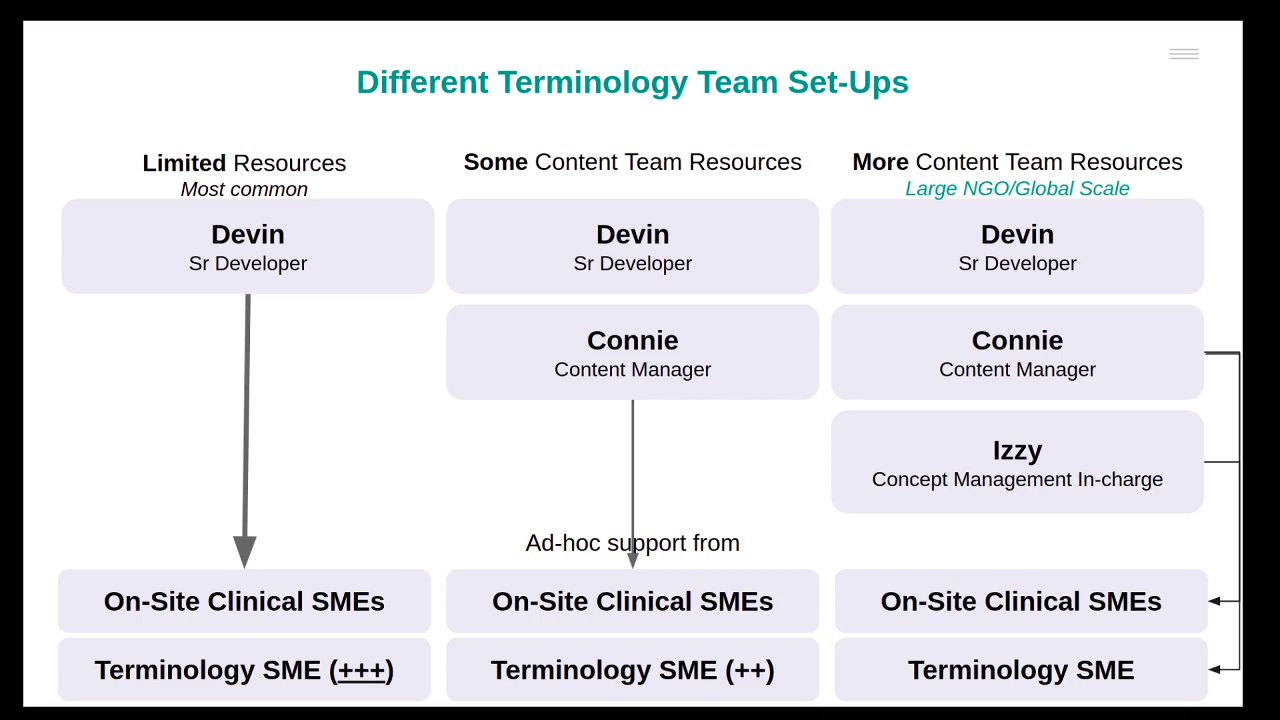 Different Terminology Team Set-Ups
Limited Resources
Most common
Devin
Sr Developer
On-Site Clinical SMEs
Terminology SME (+++)
Some Content Team Resources
Devin
Sr Developer
Connie
Content Manager
Ad-hoc support from
On-Site Clinical SMEs
Terminology SME (++)
More Content Team Resources
Large NGO/Global Scale
Devin
Sr Developer
Connie
Content Manager
Izzy
Concept Management In-charge
On-Site Clinical SMEs
Terminology SME